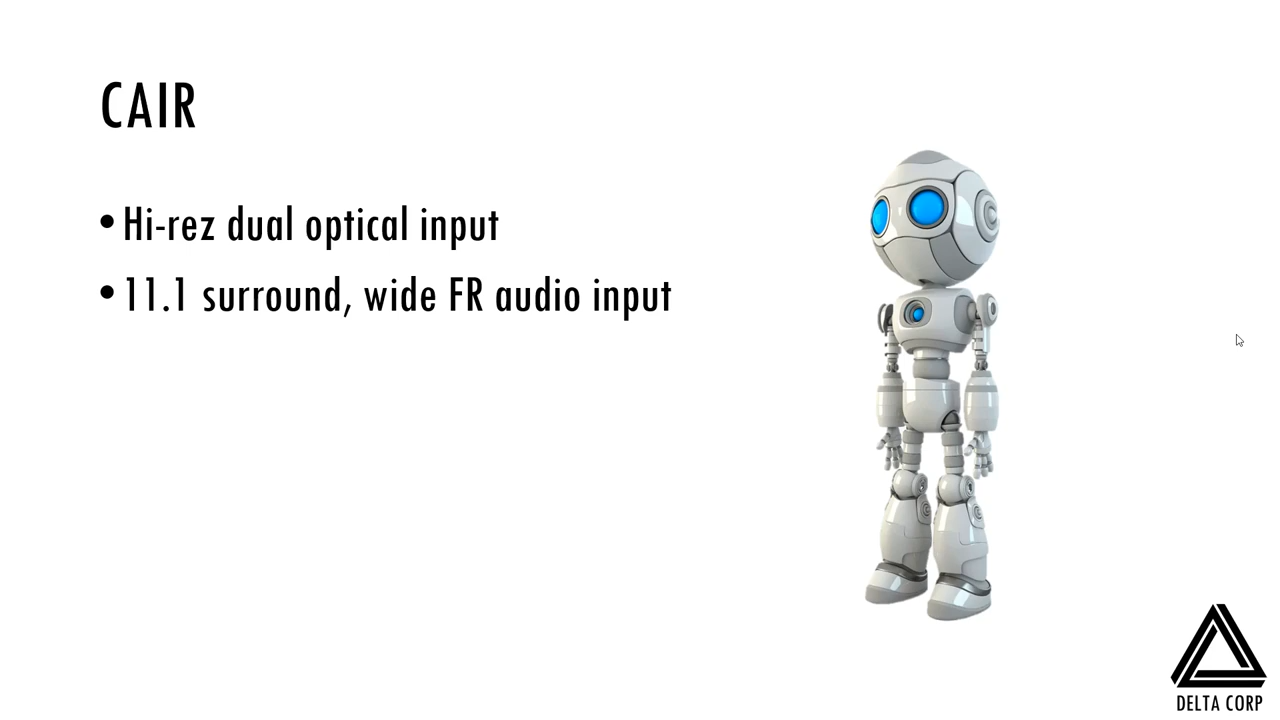 CAIR
• Hi-rez dual optical input
• 11.1 surround, wide FR audio input
DELTA CORP